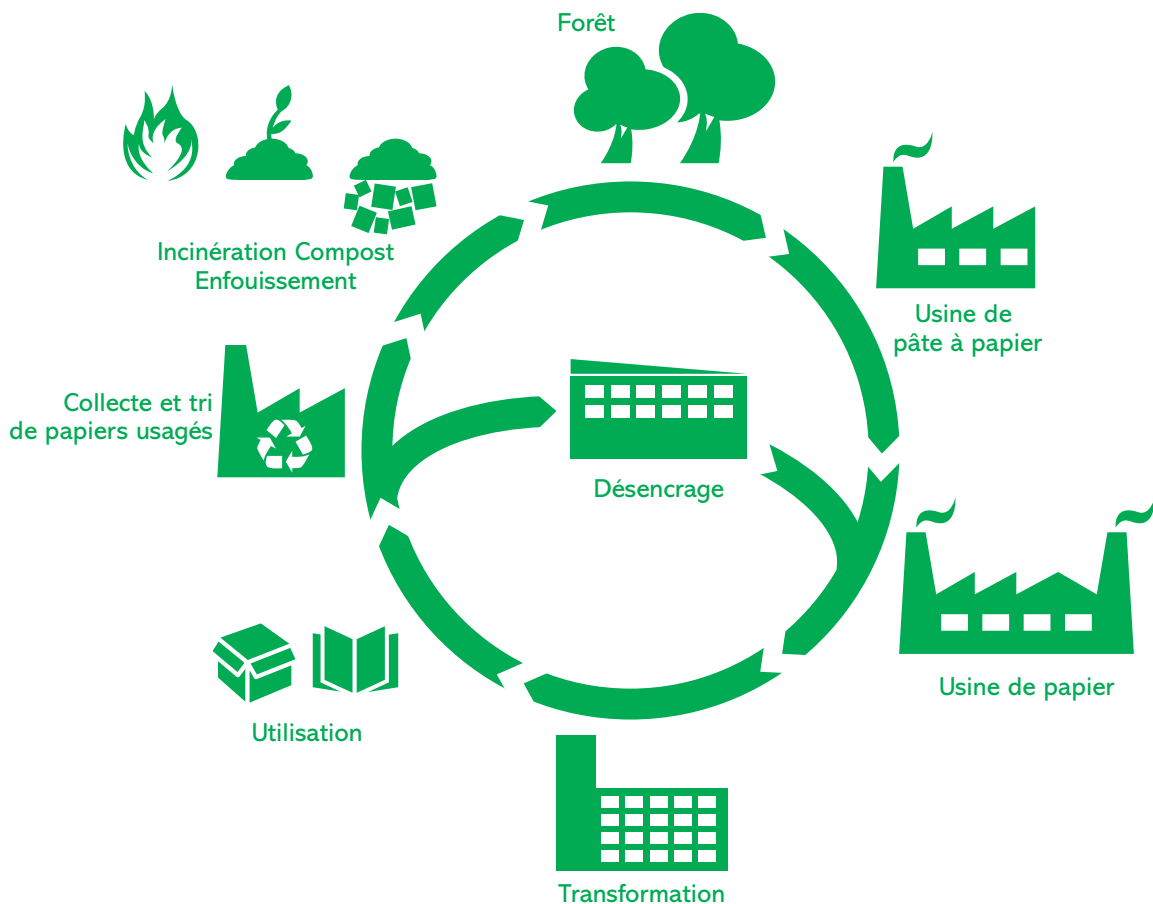 Forêt
Incinération Compost
Enfouissement
Usine de
pâte à papier
Collecte et tri
de papiers usagés
Désencrage
Usine de papier
Utilisation
Transformation